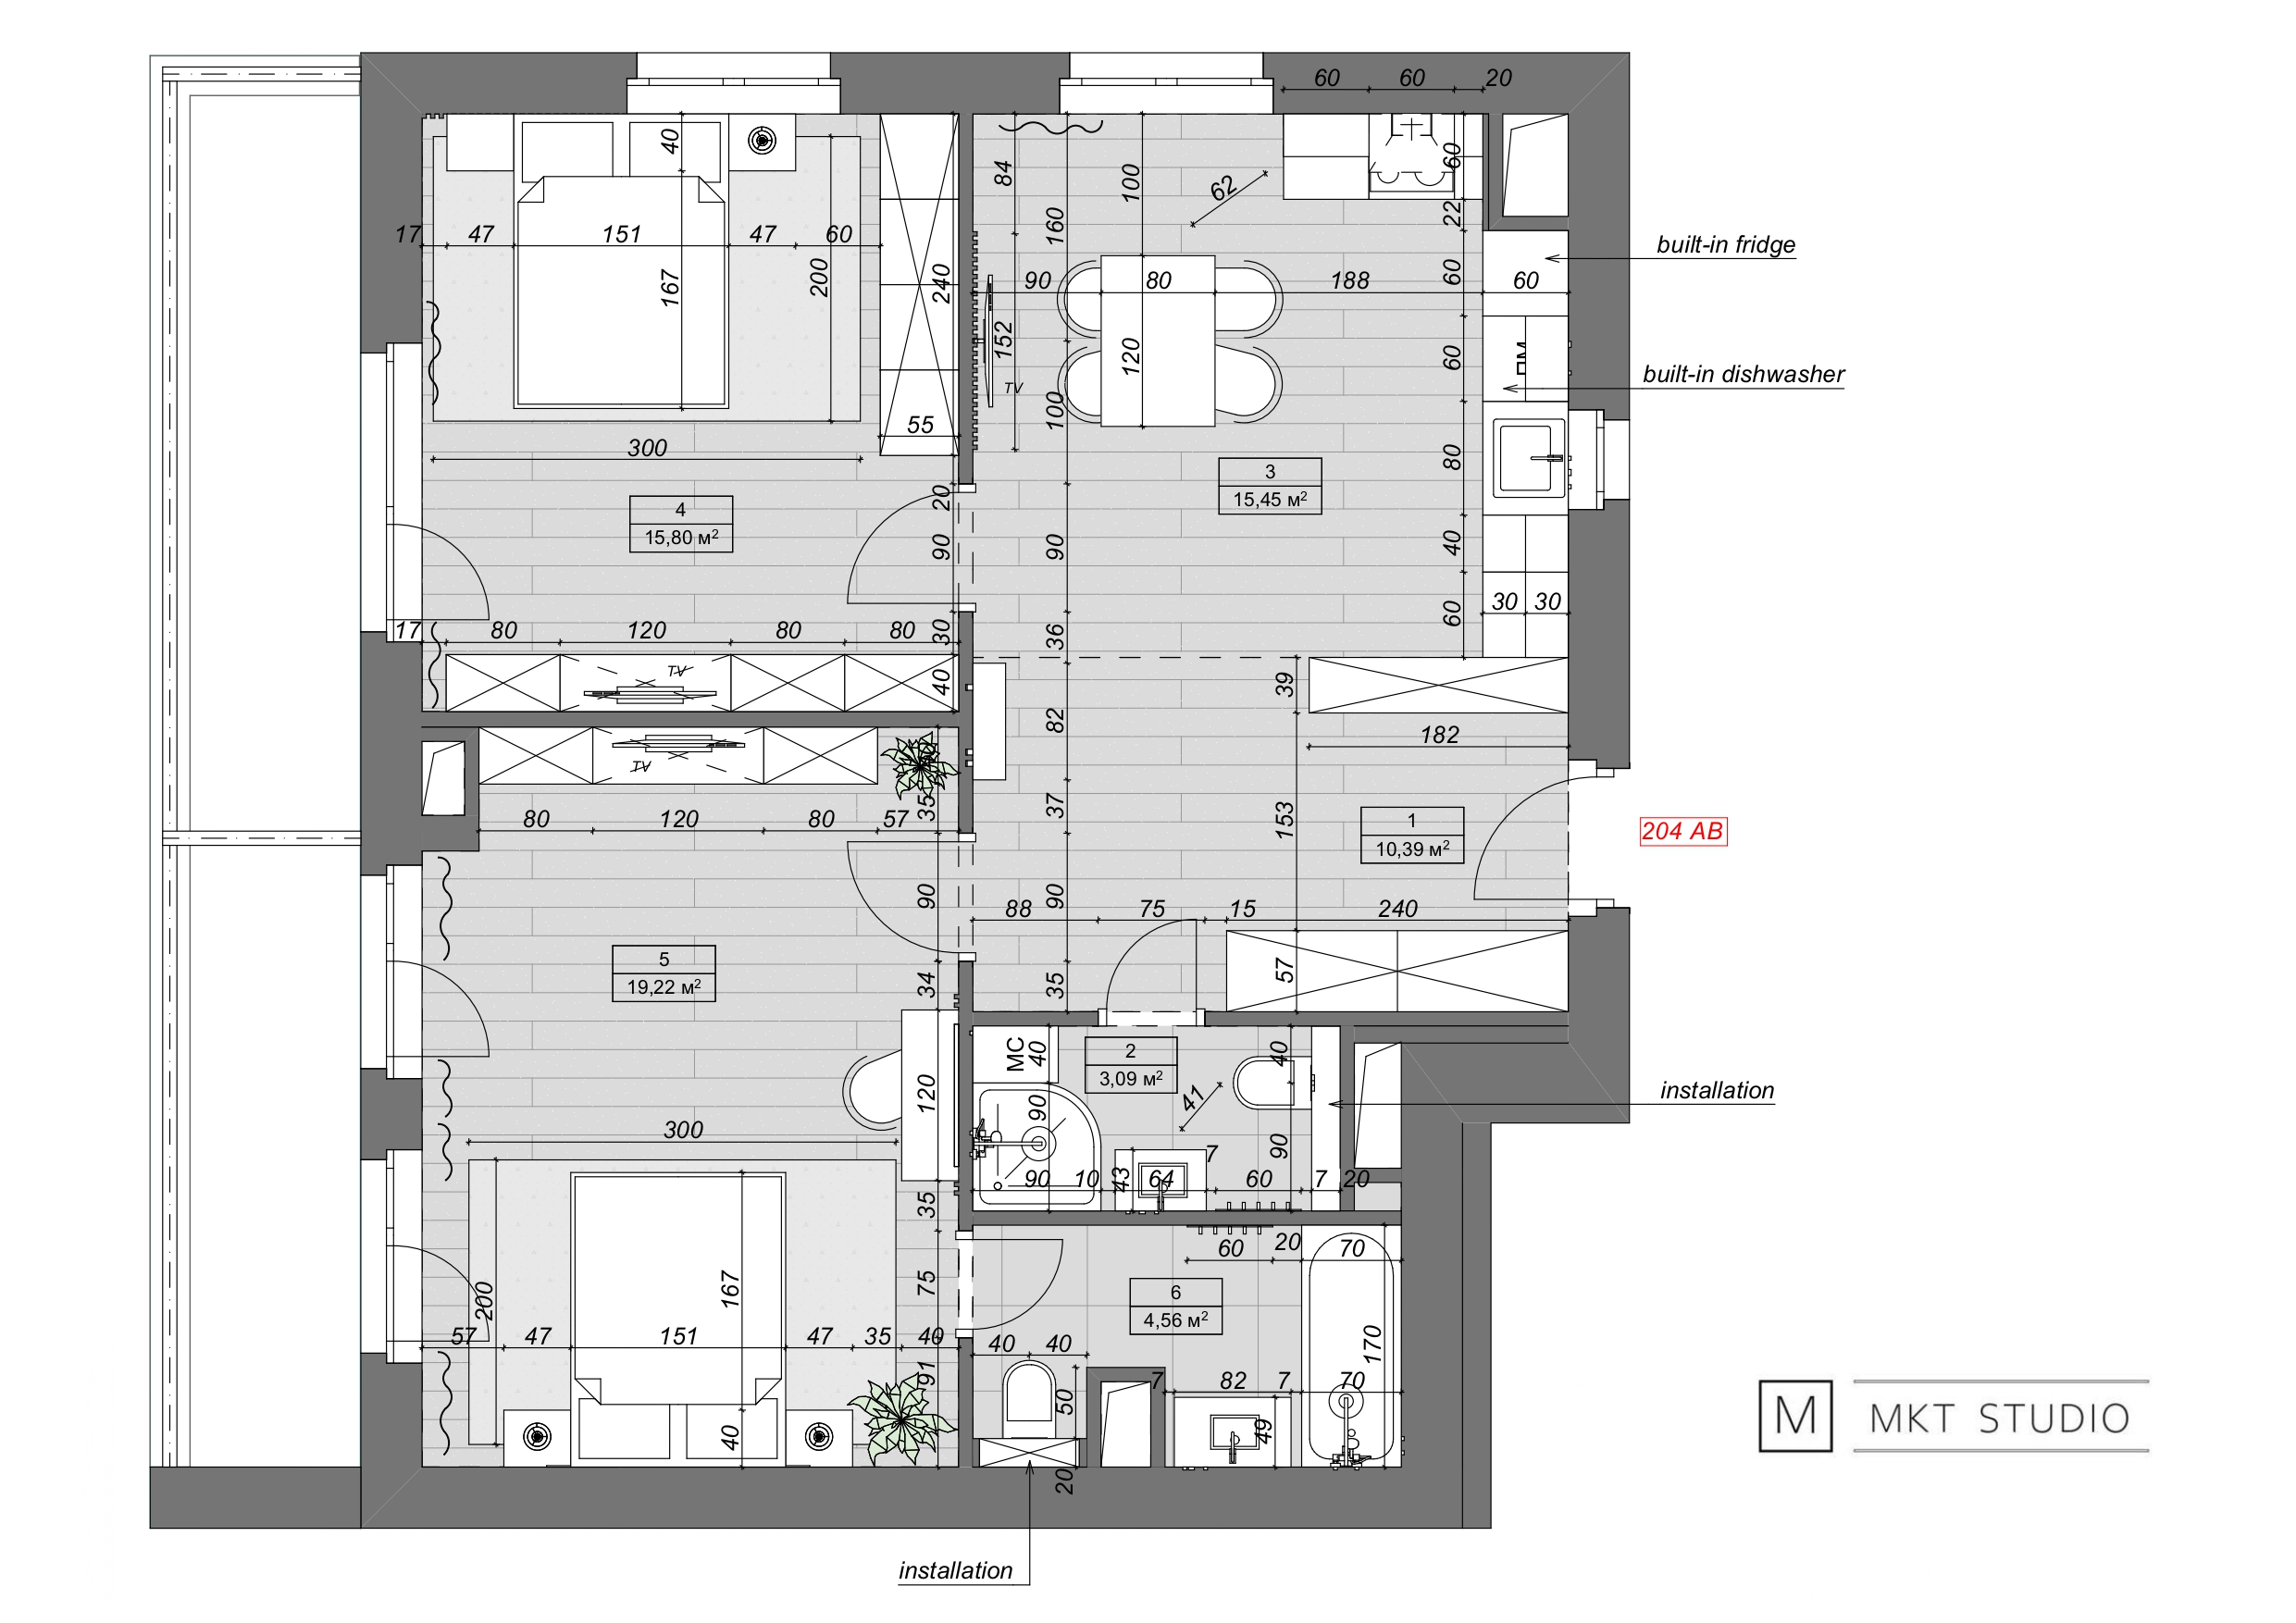 60 60 20
40
84
100
60
62
22
160
17 47 151 47 60
200
167
240
built-in fridge
90 80 188 60 60
152
120
60
ПМ
built-in dishwasher
TV
100
55
300
80
3
15,45 м²
20
4
15,80 м²
90
90
40
30 30
60
17 80 120 80 80
30
36
TV
40
39
82
182
TV
35
37
153
80 120 80 57
1
10,39 м²
204 АВ
90
90
88 75 15 240
5
19,22 м²
34
35
57
МС
40
2
3,09 м²
40
120
90
41
installation
300
90
7
35
90 10 43 64 60 7 20
60 20 70
75
167
200
6
4,56 м²
57 47 151 47 35 40
40 40
170
91
50
7 82 7 70
40
49
20
M
MKT STUDIO
installation